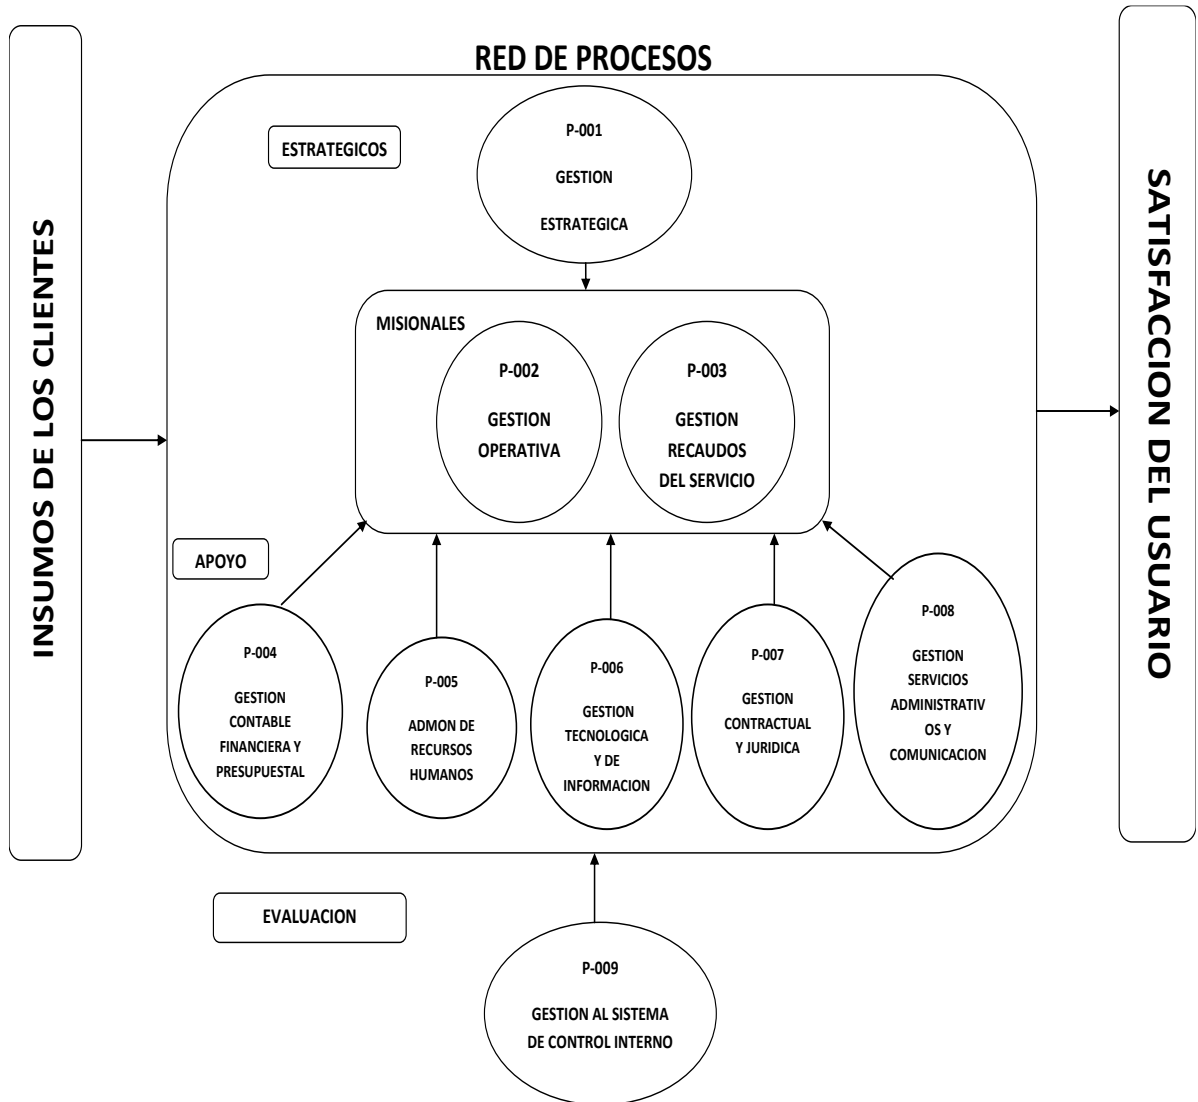 RED DE PROCESOS
INSUMOS DE LOS CLIENTES
SATISFACCION DEL USUARIO
ESTRATEGICOS
P-001
GESTION
ESTRATEGICA
MISIONALES
P-002
GESTION
OPERATIVA
P-003
GESTION
RECAUDOS
DEL SERVICIO
APOYO
P-004
GESTION
CONTABLE
FINANCIERA Y
PRESUPUESTAL
P-005
ADMON DE
RECURSOS
HUMANOS
P-006
GESTION
TECNOLOGICA
Y DE
INFORMACION
P-007
GESTION
CONTRACTUAL
Y JURIDICA
P-008
GESTION
SERVICIOS
ADMINISTRATIV
OS Y
COMUNICACION
EVALUACION
P-009
GESTION AL SISTEMA
DE CONTROL INTERNO